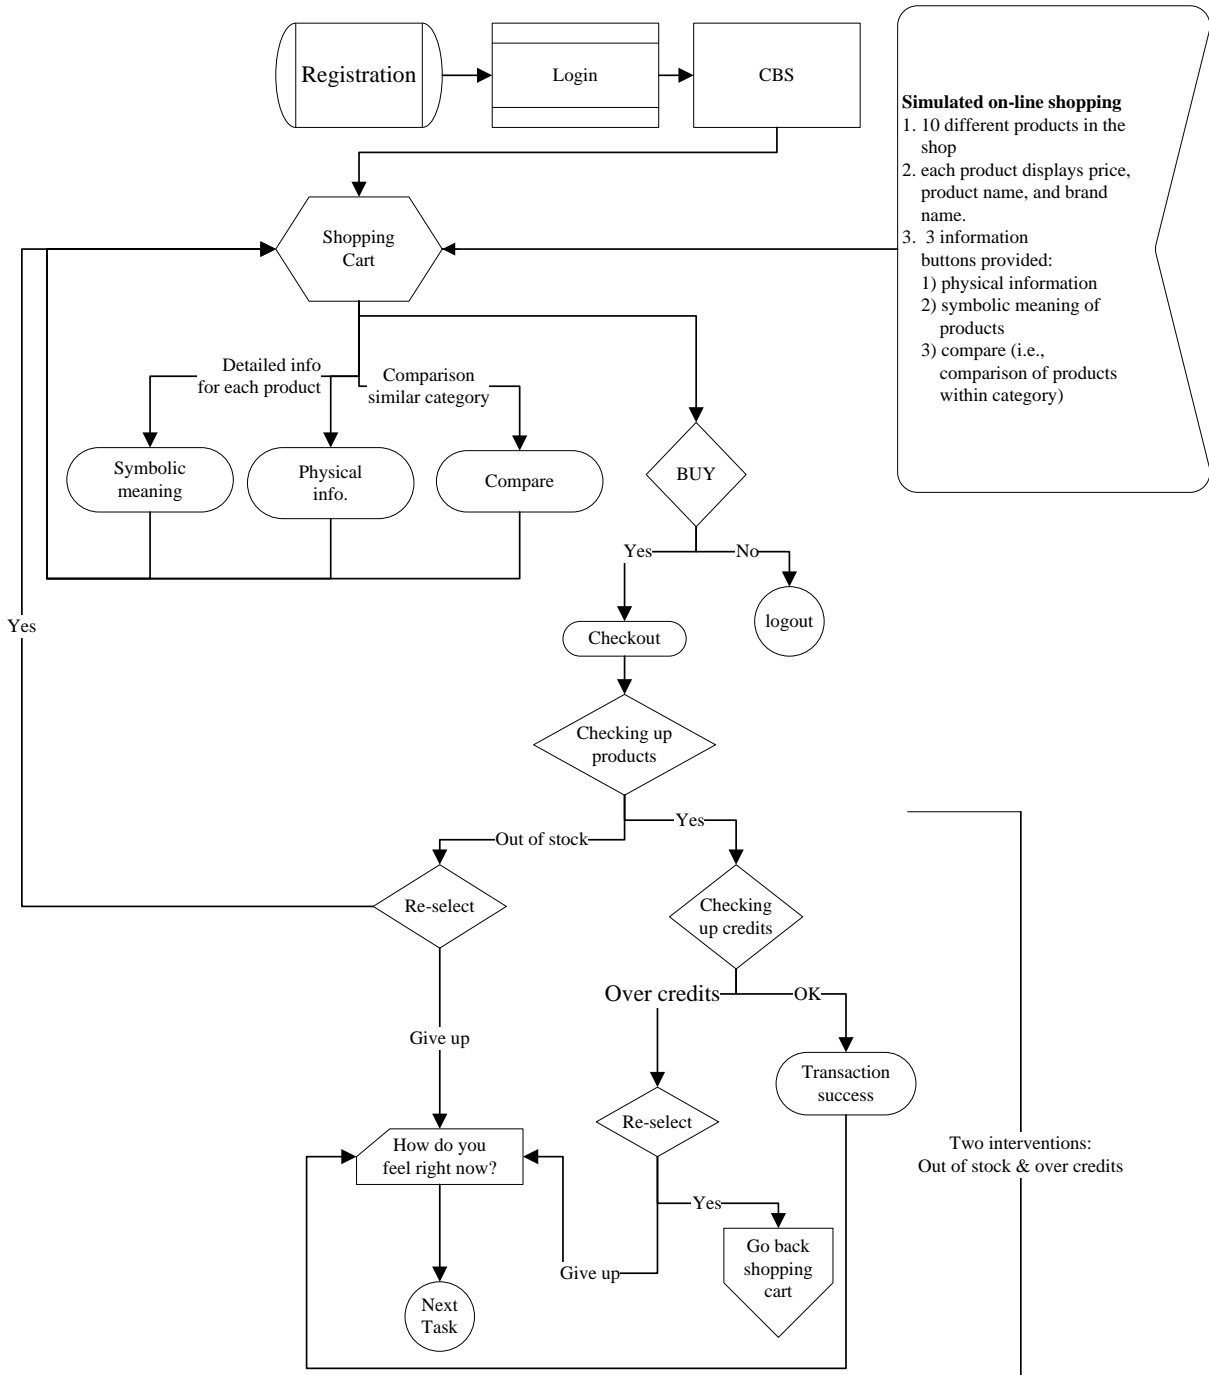 Registration
Login
CBS
Simulated on-line shopping
1. 10 different products in the
shop
2. each product displays price,
product name, and brand
name.
3.  3 information
buttons provided:
1) physical information
2) symbolic meaning of
products
3) compare (i.e.,
comparison of products
within category)
Shopping
Cart
Detailed info
for each product
Comparison
similar category
Symbolic
meaning
Physical
info.
Compare
BUY
Yes
No
Yes
Checkout
logout
Checking up
products
Out of stock
Yes
Re-select
Checking
up credits
Over credits
OK
Give up
Transaction
success
Re-select
How do you
feel right now?
Two interventions:
Out of stock & over credits
Yes
Give up
Go back
shopping
cart
Next
Task